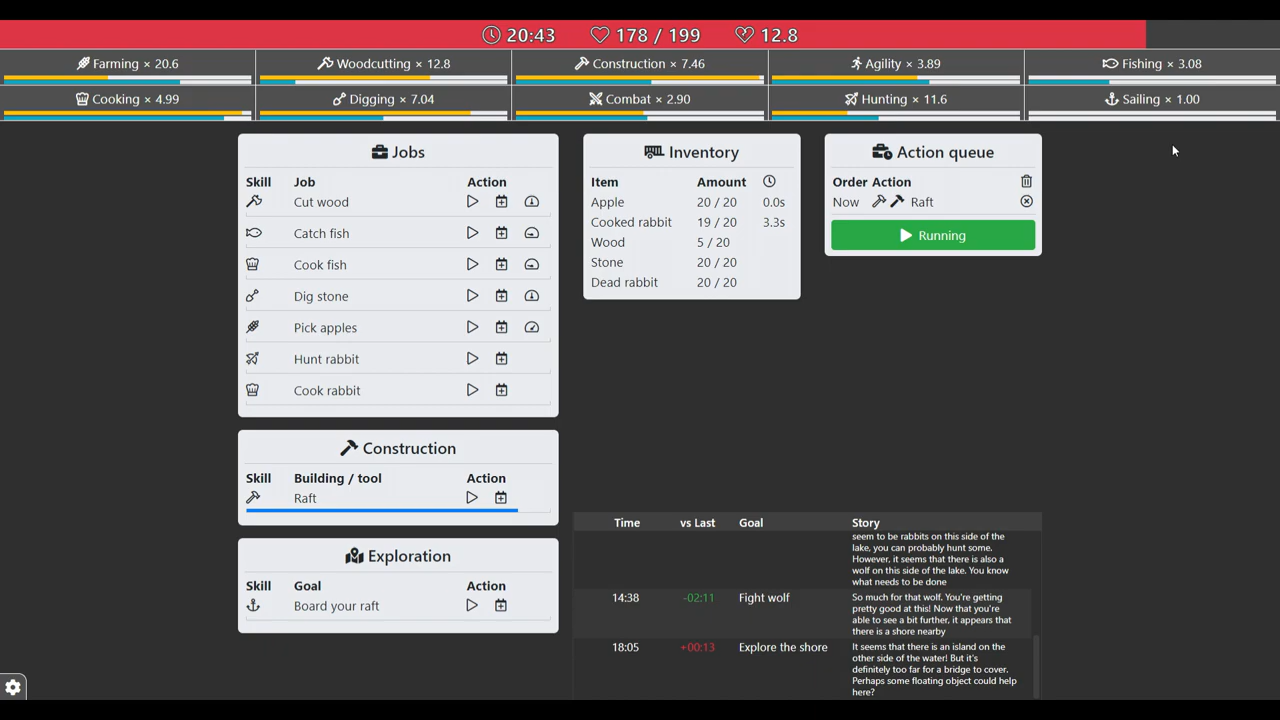 20:43 178 / 199 12.8
Farming × 20.6 Woodcutting × 12.8 Construction × 7.46 Agility × 3.89 Fishing × 3.08
Cooking × 4.99 Digging × 7.04 Combat × 2.90 Hunting × 11.6 Sailing × 1.00
Jobs
Skill Job Action
Cut wood
Catch fish
Cook fish
Dig stone
Pick apples
Hunt rabbit
Cook rabbit
Construction
Skill Building / tool Action
Raft
Exploration
Skill Goal Action
Board your raft
Inventory
Item Amount
Apple 20 / 20 0.0s
Cooked rabbit 19 / 20 3.3s
Wood 5 / 20
Stone 20 / 20
Dead rabbit 20 / 20
Action queue
Order Action
Now Raft
Running
Time vs Last Goal Story
seem to be rabbits on this side of the
lake, you can probably hunt some.
However, it seems that there is also a
wolf on this side of the lake. You know
what needs to be done
14:38 -02:11 Fight wolf So much for that wolf. You're getting
pretty good at this! Now that you're
able to see a bit further, it appears that
there is a shore nearby
18:05 +00:13 Explore the shore It seems that there is an island on the
other side of the water! But it's
definitely too far for a bridge to cover.
Perhaps some floating object could help
here?